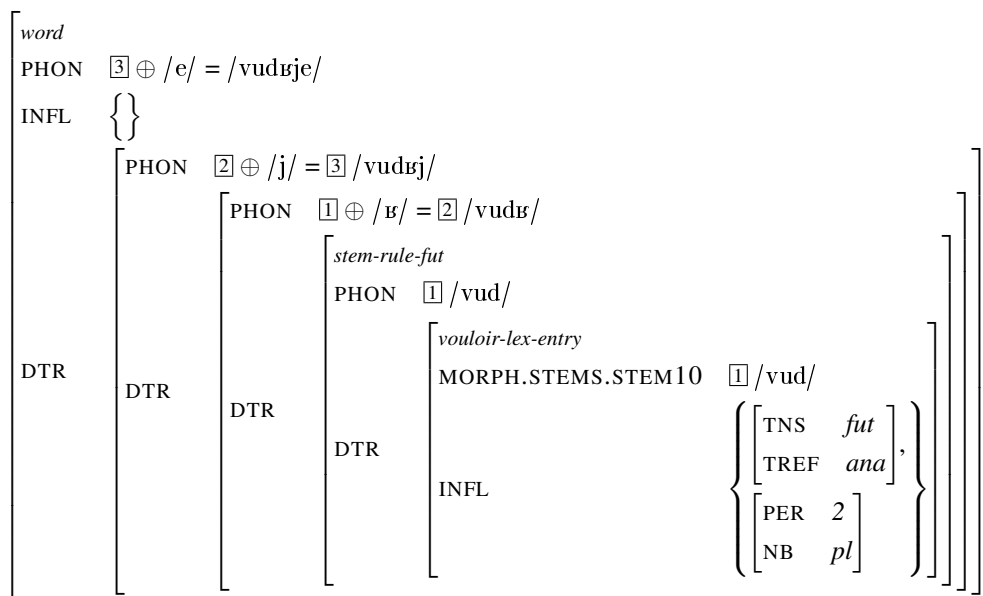 word
PHON 3 ⊕ /e/ = /vudʁje/
INFL {}
PHON 2 ⊕ /j/ = 3 /vudʁj/
PHON 1 ⊕ /ʁ/ = 2 /vudʁ/
stem-rule-fut
PHON 1 /vud/
vouloir-lex-entry
DTR
MORPH.STEMS.STEM10 1 /vud/
DTR
DTR
TNS fut
DTR
TREF ana ,
INFL
PER 2
NB pl